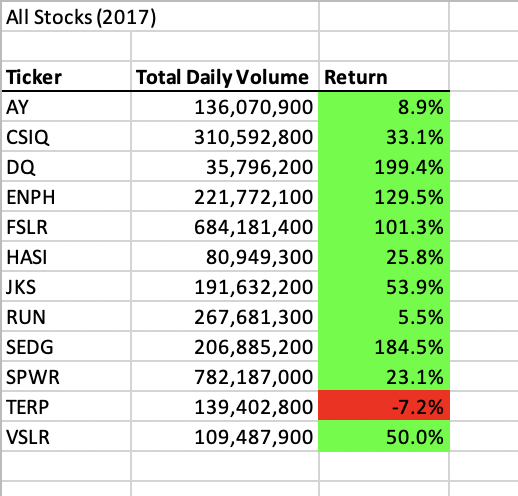 All Stocks (2017)
Ticker Total Daily Volume Return
AY 136,070,900 8.9%
CSIQ 310,592,800 33.1%
DQ 35,796,200 199.4%
ENPH 221,772,100 129.5%
FSLR 684,181,400 101.3%
HASI 80,949,300 25.8%
JKS 191,632,200 53.9%
RUN 267,681,300 5.5%
SEDG 206,885,200 184.5%
SPWR 782,187,000 23.1%
TERP 139,402,800 -7.2%
VSLR 109,487,900 50.0%